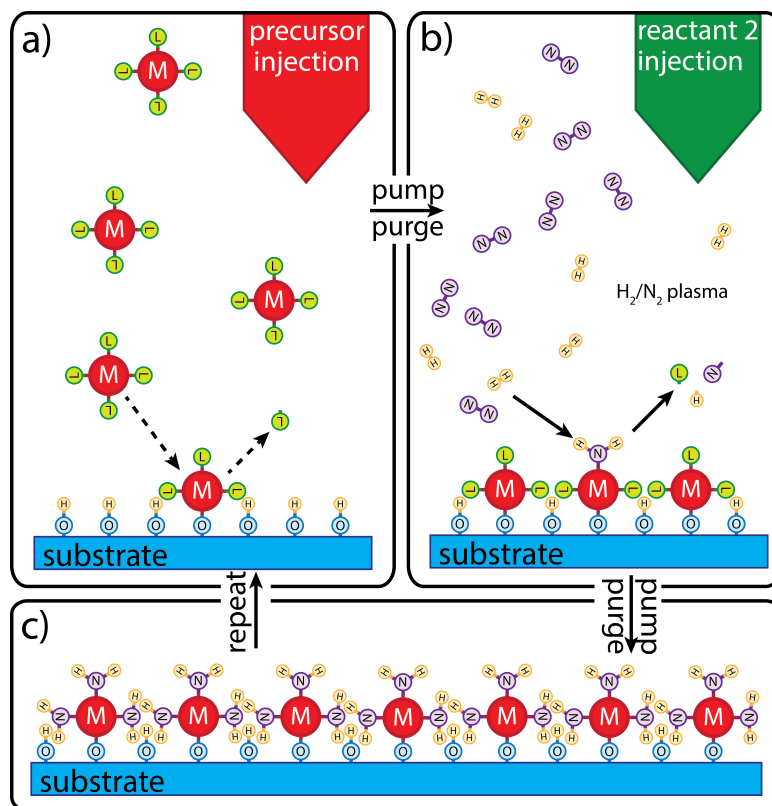 a)
precursor
injection
L
L M L
L
L
L M L
L
L
L M L
L
L
L M L
L
L
L
L M L
H H H H H H
O O O O O O O
substrate
pump
purge
b)
reactant 2
injection
N N
H H
H H
N N
N N
N N
H H
N N
H H
H₂/N₂ plasma
N N
N N
H H
H H
H H
N N
L N
H
H H
N
L L
L M L L M L L M L
H H H H
O O O O O O O
substrate
repeat
purge
pump
c)
H H H H H H H H H H H H H H
N N N N N N N
H H H H H H H H H H H H H H
N M N N M N N M N N M N N M N N M N N M N
H H H H H H H H H H H H H H
O O O O O O O O O O O O O O
substrate